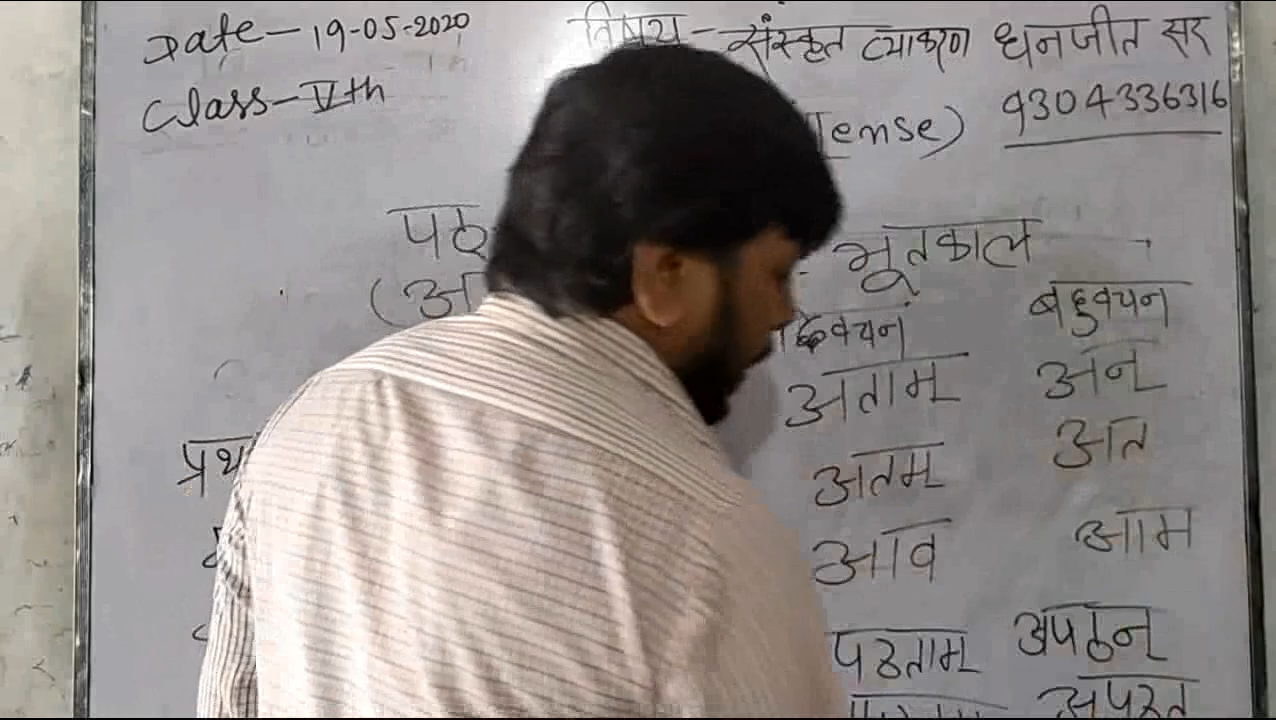 Date - 19-05-2020 विषय - संस्कृत व्याकरण धनजीत सर
Class - Vth Tense) 9304336316
पठ भूतकाल
(अ
द्विवचन बहुवचन
अताम् अन्
प्रथ अतम् अत
आव आम
पठताम् अपठन्
अपठत